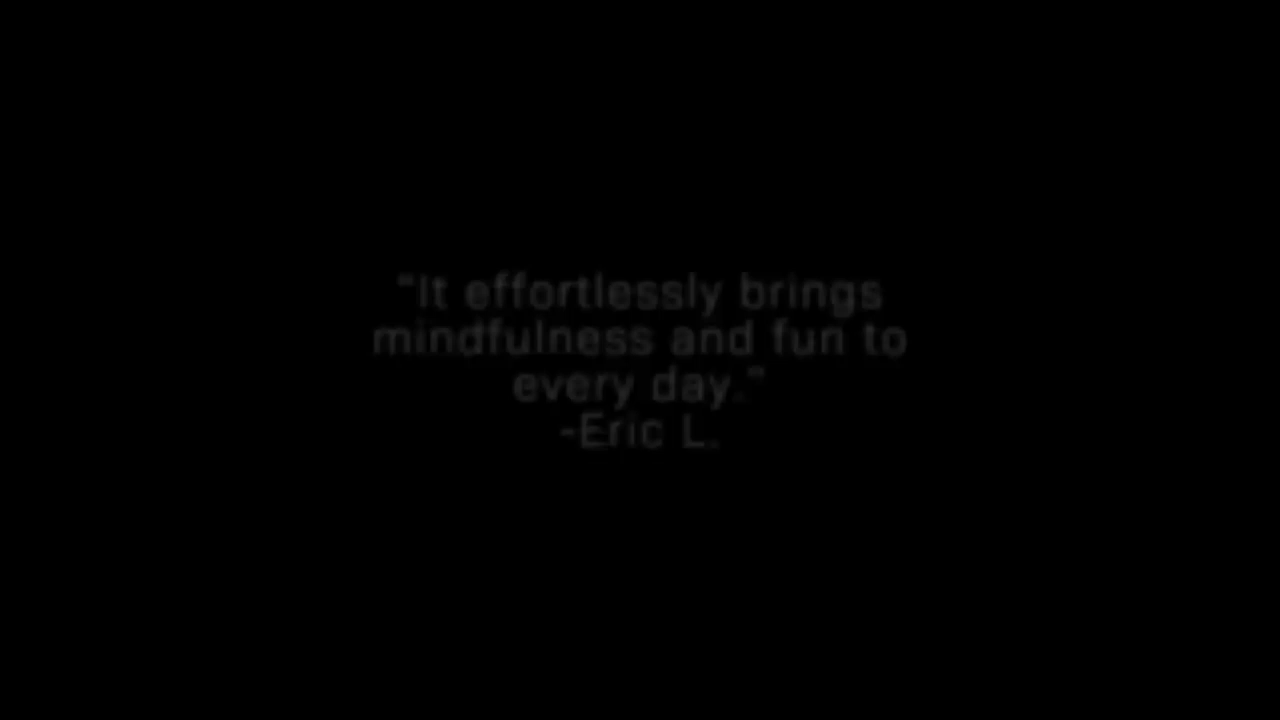 "It effortlessly brings
mindfulness and fun to
every day."
-Eric L.